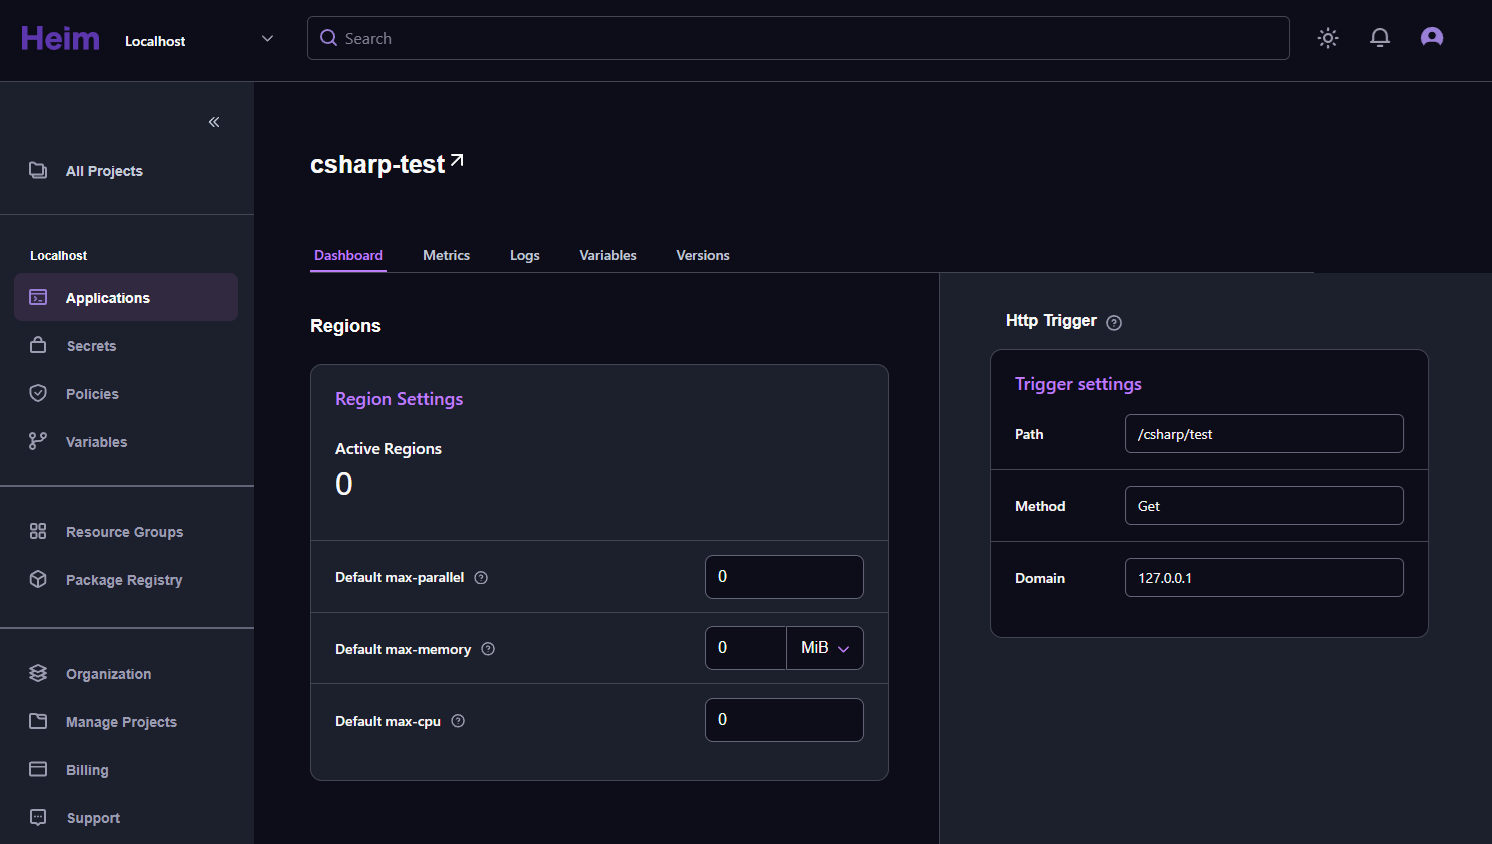 Heim
Localhost
Search
All Projects
Localhost
Applications
Secrets
Policies
Variables
Resource Groups
Package Registry
Organization
Manage Projects
Billing
Support
csharp-test
Dashboard Metrics Logs Variables Versions
Regions
Region Settings
Active Regions
0
Default max-parallel 0
Default max-memory 0 MiB
Default max-cpu 0
Http Trigger
Trigger settings
Path /csharp/test
Method Get
Domain 127.0.0.1